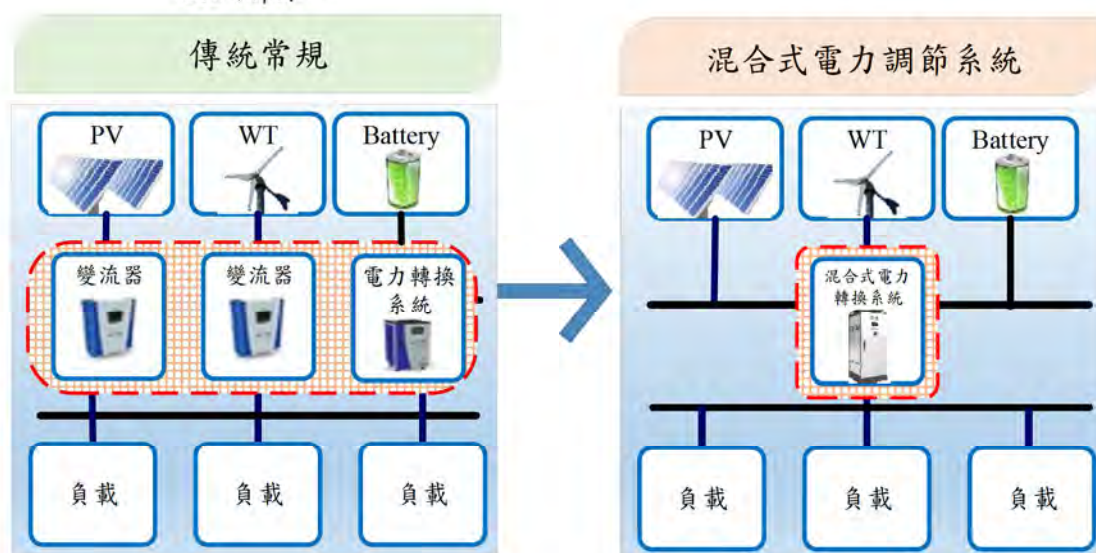 傳統常規
混合式電力調節系統
PV
WT
Battery
變流器
變流器
電力轉換
系統
負載
負載
負載
PV
WT
Battery
混合式電力
轉換系統
負載
負載
負載